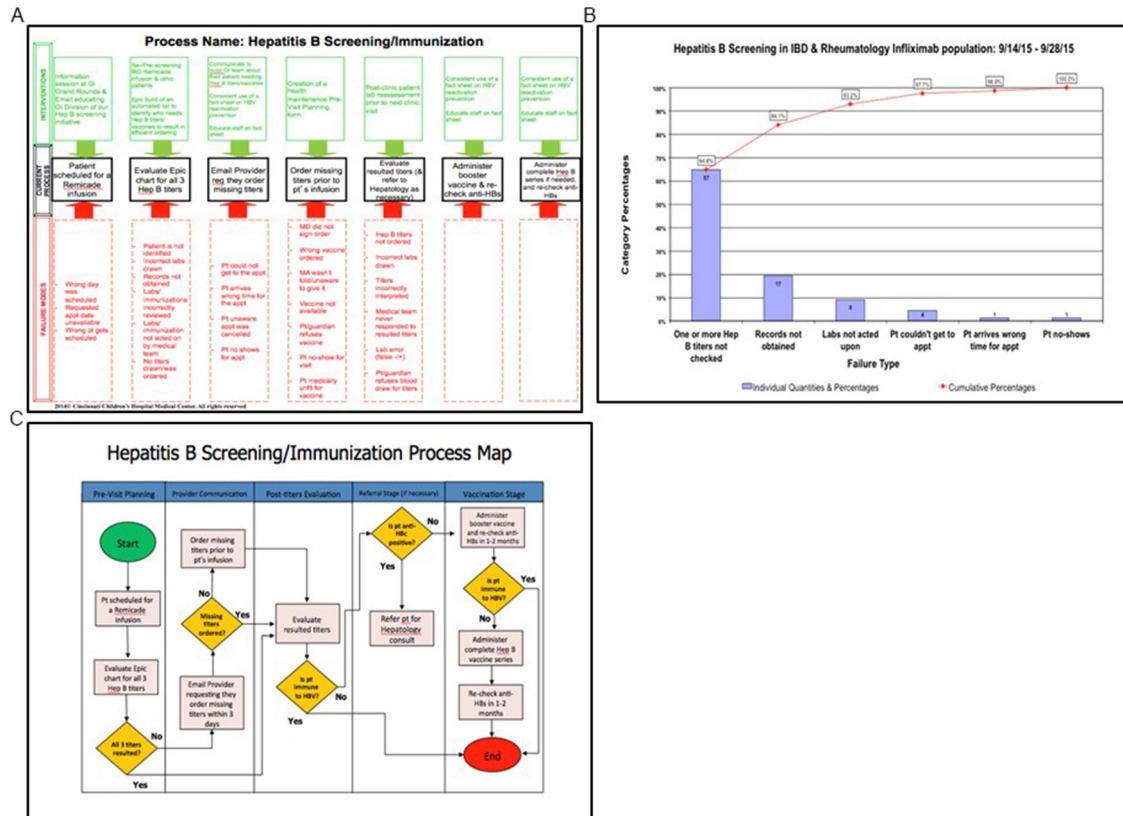 A
Process Name: Hepatitis B Screening/Immunization
INTERVENTIONS
Information
session at GI
Grand Rounds &
Email educating
GI Division of our
Hep B screening
initiative
Re-/Pre-screening
IBD Remicade
infusion & clinic
patients
Epic build of an
automated list to
identify who needs
Hep B titers/
vaccines to result in
efficient ordering
Communicate to
GI team about
their patient needing
Hep B titers/vaccines
Consistent use of a
fact sheet on HBV
reactivation
prevention
Educate staff on fact
sheet
Creation of a
health
maintenance Pre-
Visit Planning
form
Post-clinic patient
lab reassessment
prior to next clinic
visit
Consistent use of a
fact sheet on HBV
reactivation
prevention
Educate staff on fact
sheet
Consistent use of a
fact sheet on HBV
reactivation
prevention
Educate staff on fact
sheet
CURRENT
PROCESS
Patient
scheduled for
a Remicade
infusion
Evaluate Epic
chart for all 3
Hep B titers
Email Provider
req they order
missing titers
Order missing
titers prior to
pt's infusion
Evaluate
resulted titers (&
refer to
Hepatology as
necessary)
Administer
booster
vaccine & re-
check anti-HBs
Administer
complete Hep B
series if needed,
and re-check anti-
HBs
FAILURE MODES
- Wrong day was
scheduled
- Requested
appt date
unavailable
- Wrong pt gets
scheduled
- Patient is not
identified
- Incorrect labs
drawn
- Records not
obtained
- Labs/
immunizations
incorrectly
reviewed
- Labs/
immunization
not acted on
by medical
team
- No titers
drawn/was
ordered
- Pt could not
get to the appt
- Pt arrives
wrong time for
the appt
- Pt unaware
appt was
cancelled
- Pt no shows
for appt
- MD did not
sign order
- Wrong vaccine
ordered
- MA wasn't
told/unaware
to give it
- Vaccine not
available
- Pt/guardian
refuses
vaccine
- Pt no-show for
visit
- Pt medically
unfit for
vaccine
- Hep B titers
not ordered
- Incorrect labs
drawn
- Titers
incorrectly
interpreted
- Medical team
never
responded to
resulted titers
- Lab error
(false -/+)
- Pt/guardian
refuses blood
draw for titers
2014© Cincinnati Children's Hospital Medical Center. All rights reserved
B
Hepatitis B Screening in IBD & Rheumatology Infliximab population: 9/14/15 - 9/28/15
Category Percentages
100%
90%
80%
70%
60%
50%
40%
30%
20%
10%
0%
64.8%
84.1%
93.2%
97.7%
98.9%
100.0%
57
17
8
4
1
1
One or more Hep
B titers not
checked
Records not
obtained
Labs not acted
upon
Pt couldn't get to
appt
Pt arrives wrong
time for appt
Pt no-shows
Failure Type
Individual Quantities & Percentages
Cumulative Percentages
C
Hepatitis B Screening/Immunization Process Map
Pre-Visit Planning
Provider Communication
Post-titers Evaluation
Referral Stage (if necessary)
Vaccination Stage
Start
Pt scheduled for
a Remicade
infusion
Evaluate Epic
chart for all 3
Hep B titers
All 3 titers
resulted?
No
Yes
Order missing
titers prior to
pt's infusion
No
Missing
titers
ordered?
Yes
Email Provider
requesting they
order missing
titers within 3
days
Evaluate
resulted titers
Is pt
immune
to HBV?
No
Yes
Is pt anti-
HBc
positive?
No
Yes
Refer pt for
Hepatology
consult
Administer
booster vaccine
and re-check anti-
HBs in 1-2 months
Is pt
immune
to HBV?
Yes
No
Administer
complete Hep B
vaccine series
Re-check anti-
HBs in 1-2
months
End